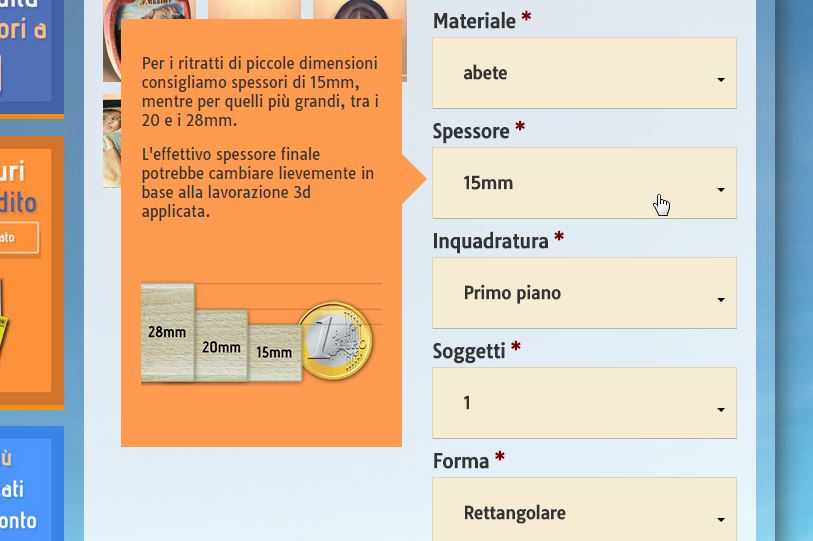 ori a
uri
dito
ato
ù
ati
onto
Per i ritratti di piccole dimensioni
consigliamo spessori di 15mm,
mentre per quelli più grandi, tra i
20 e i 28mm.
L'effettivo spessore finale
potrebbe cambiare lievemente in
base alla lavorazione 3d
applicata.
28mm
20mm
15mm
1
EURO
Materiale *
abete
Spessore *
15mm
Inquadratura *
Primo piano
Soggetti *
1
Forma *
Rettangolare